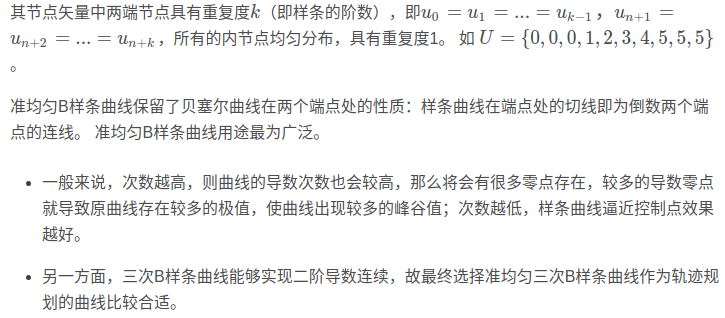 其节点矢量中两端节点具有重复度k（即样条的阶数），即u₀ = u₁ = ... = uₖ₋₁，uₙ₊₁ =
uₙ₊₂ = ... = uₙ₊ₖ，所有的内节点均匀分布，具有重复度1。 如 U = {0, 0, 0, 1, 2, 3, 4, 5, 5, 5}
。
准均匀B样条曲线保留了贝塞尔曲线在两个端点处的性质：样条曲线在端点处的切线即为倒数两个端
点的连线。 准均匀B样条曲线用途最为广泛。
• 一般来说，次数越高，则曲线的导数次数也会较高，那么将会有很多零点存在，较多的导数零点
就导致原曲线存在较多的极值，使曲线出现较多的峰谷值；次数越低，样条曲线逼近控制点效果
越好。
• 另一方面，三次B样条曲线能够实现二阶导数连续，故最终选择准均匀三次B样条曲线作为轨迹规
划的曲线比较合适。